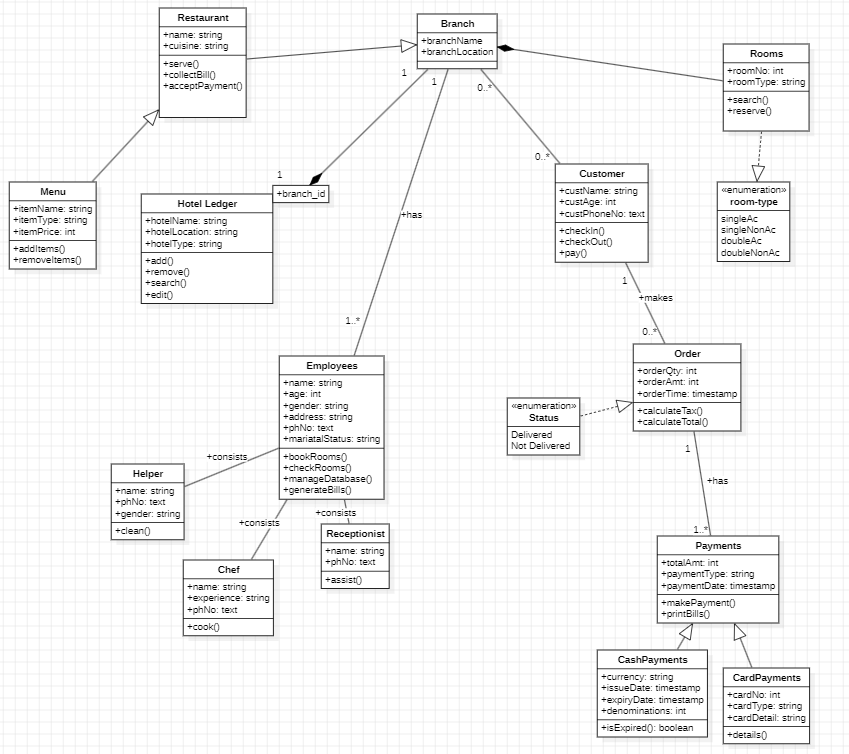 Restaurant
+name: string
+cuisine: string
+serve()
+collectBill()
+acceptPayment()
Branch
+branchName
+branchLocation
Rooms
+roomNo: int
+roomType: string
+search()
+reserve()
1
1
0..*
0..*
1
+branch_id
Menu
+itemName: string
+itemType: string
+itemPrice: int
+addItems()
+removeItems()
Hotel Ledger
+hotelName: string
+hotelLocation: string
+hotelType: string
+add()
+remove()
+search()
+edit()
+has
1..*
Customer
+custName: string
+custAge: int
+custPhoneNo: text
+checkIn()
+checkOut()
+pay()
«enumeration»
room-type
singleAc
singleNonAc
doubleAc
doubleNonAc
1
+makes
0..*
Employees
+name: string
+age: int
+gender: string
+address: string
+phNo: text
+mariatalStatus: string
+bookRooms()
+checkRooms()
+manageDatabase()
+generateBills()
Order
+orderQty: int
+orderAmt: int
+orderTime: timestamp
+calculateTax()
+calculateTotal()
«enumeration»
Status
Delivered
Not Delivered
1
+has
1..*
+consists
+consists
+consists
Helper
+name: string
+phNo: text
+gender: string
+clean()
Receptionist
+name: string
+phNo: text
+assist()
Chef
+name: string
+experience: string
+phNo: text
+cook()
Payments
+totalAmt: int
+paymentType: string
+paymentDate: timestamp
+makePayment()
+printBills()
CashPayments
+currency: string
+issueDate: timestamp
+expiryDate: timestamp
+denominations: int
+isExpired(): boolean
CardPayments
+cardNo: int
+cardType: string
+cardDetail: string
+details()